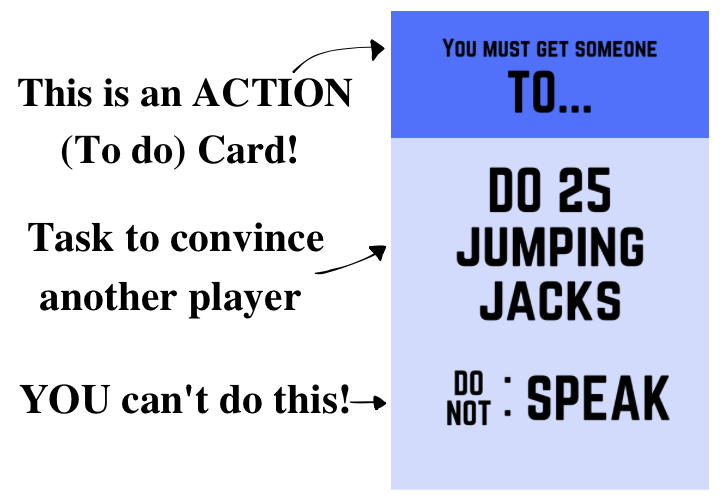 This is an ACTION
(To do) Card!
Task to convince
another player
YOU can't do this!
YOU MUST GET SOMEONE
TO...
DO 25
JUMPING
JACKS
DO NOT : SPEAK